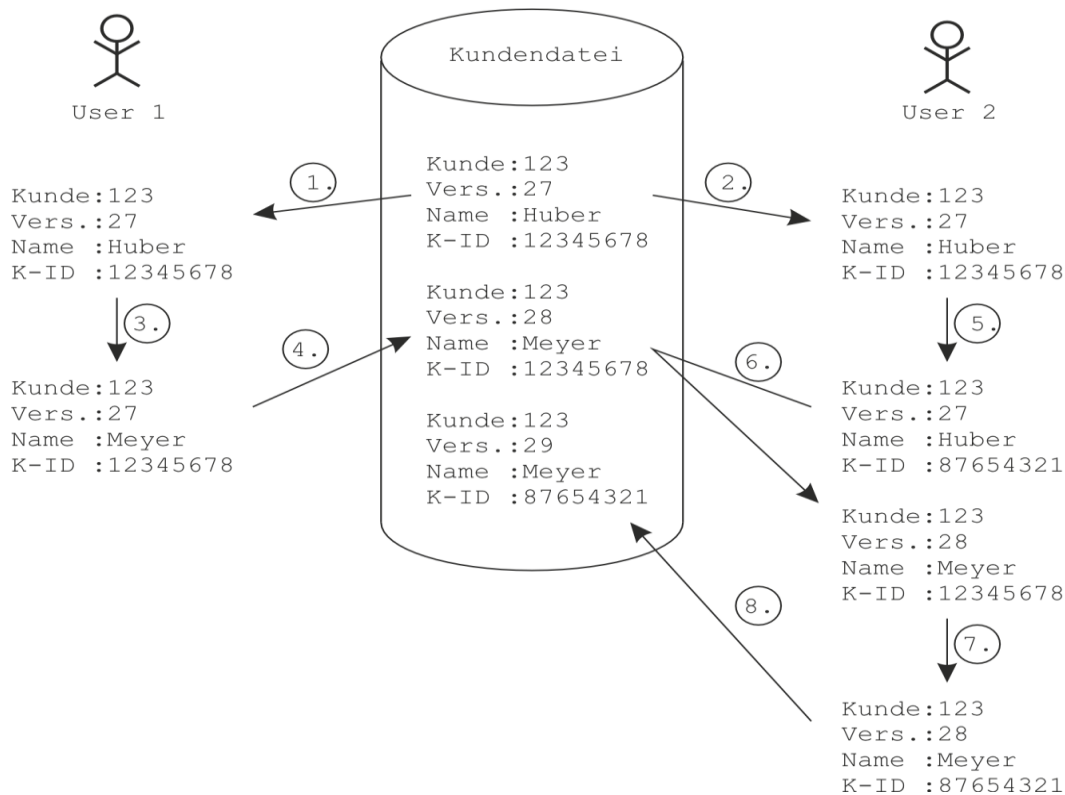 Kundendatei
User 1
User 2
Kunde:123
Vers.:27
Name :Huber
K-ID :12345678
1.
Kunde:123
Vers.:27
Name :Huber
K-ID :12345678
2.
Kunde:123
Vers.:27
Name :Huber
K-ID :12345678
3.
4.
Kunde:123
Vers.:28
Name :Meyer
K-ID :12345678
5.
6.
Kunde:123
Vers.:27
Name :Meyer
K-ID :12345678
Kunde:123
Vers.:29
Name :Meyer
K-ID :87654321
Kunde:123
Vers.:27
Name :Huber
K-ID :87654321
Kunde:123
Vers.:28
Name :Meyer
K-ID :12345678
8.
7.
Kunde:123
Vers.:28
Name :Meyer
K-ID :87654321